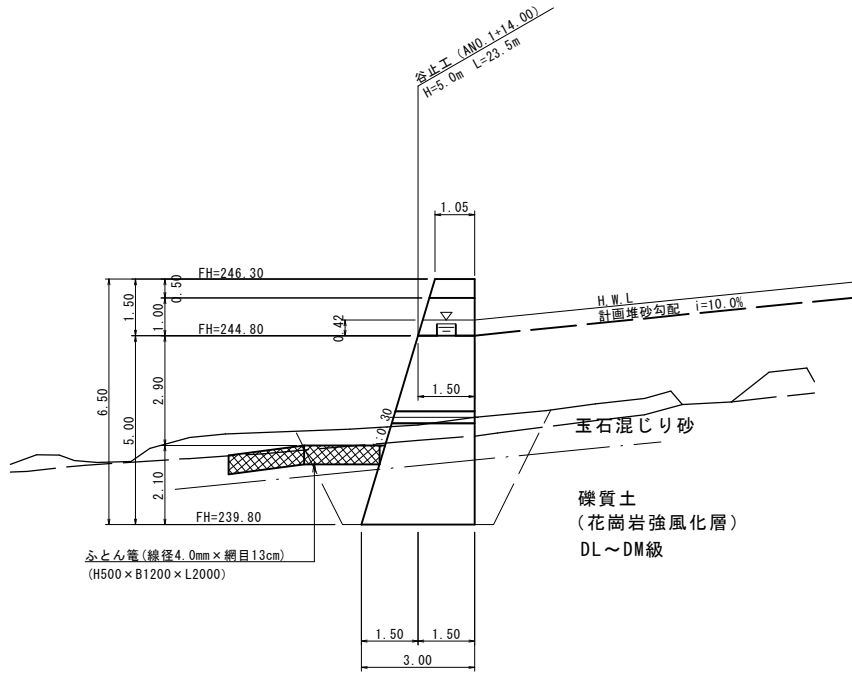 谷止工 (ANO.1+14.00)
H=5.0m L=23.5m
1.05
FH=246.30
0.50
1.50
1.00
H.W.L
計画堆砂勾配 i=10.0%
0.42
FH=244.80
6.50
5.00
2.90
1.50
:0.30
玉石混じり砂
2.10
礫質土
(花崗岩強風化層)
DL～DM級
FH=239.80
ふとん篭(線径4.0mm×網目13cm)
(H500×B1200×L2000)
1.50
1.50
3.00